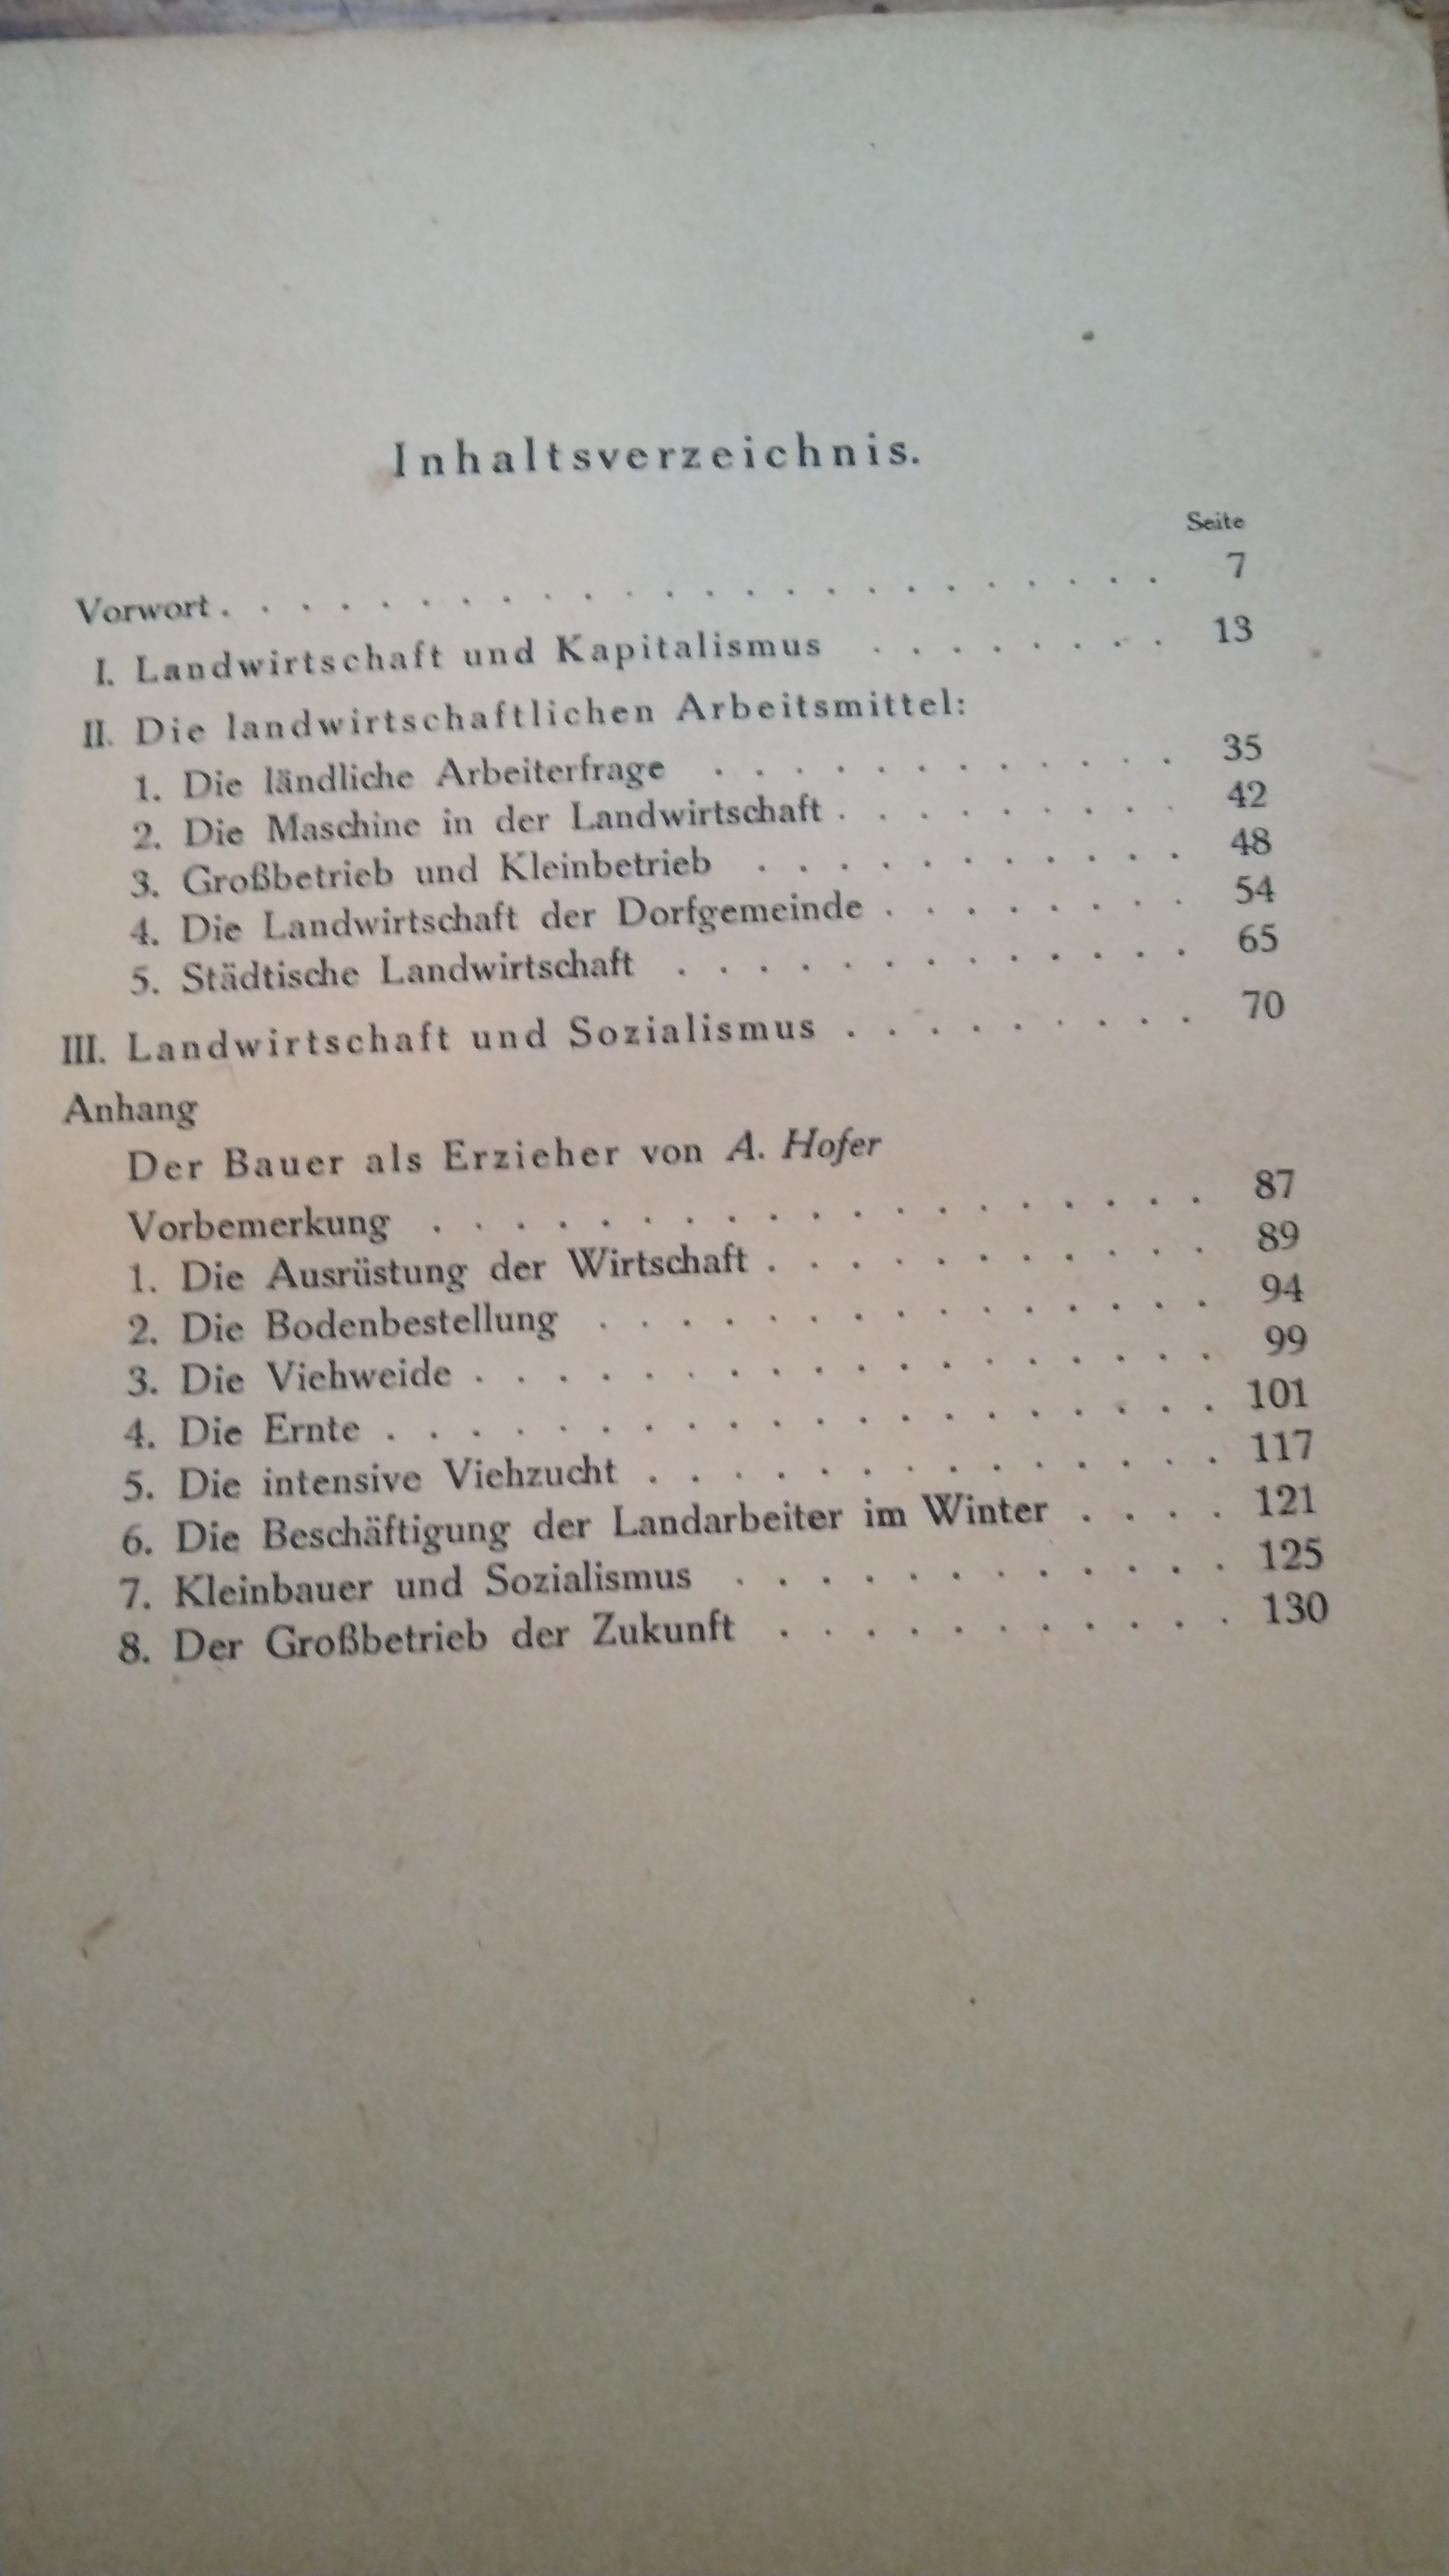 Inhaltsverzeichnis.
Seite
Vorwort . . . . . . . . . . . . . . . . . . . . . . . . 7
I. Landwirtschaft und Kapitalismus . . . . . . . . 13
II. Die landwirtschaftlichen Arbeitsmittel:
1. Die ländliche Arbeiterfrage . . . . . . . . . . . . 35
2. Die Maschine in der Landwirtschaft . . . . . . . . . 42
3. Großbetrieb und Kleinbetrieb . . . . . . . . . . . 48
4. Die Landwirtschaft der Dorfgemeinde . . . . . . . . 54
5. Städtische Landwirtschaft . . . . . . . . . . . . . 65
III. Landwirtschaft und Sozialismus . . . . . . . . . 70
Anhang
Der Bauer als Erzieher von A. Hofer
Vorbemerkung . . . . . . . . . . . . . . . . . . . 87
1. Die Ausrüstung der Wirtschaft . . . . . . . . . . . 89
2. Die Bodenbestellung . . . . . . . . . . . . . . . 94
3. Die Viehweide . . . . . . . . . . . . . . . . . . 99
4. Die Ernte . . . . . . . . . . . . . . . . . . . . 101
5. Die intensive Viehzucht . . . . . . . . . . . . . . 117
6. Die Beschäftigung der Landarbeiter im Winter . . . . 121
7. Kleinbauer und Sozialismus . . . . . . . . . . . . 125
8. Der Großbetrieb der Zukunft . . . . . . . . . . . 130